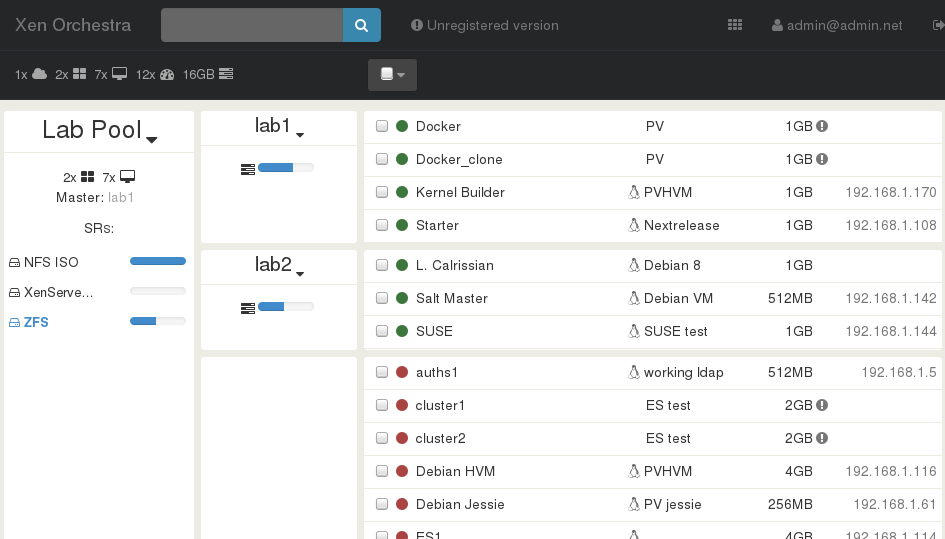 Xen Orchestra Unregistered version admin@admin.net
1x 2x 7x 12x 16GB
Lab Pool
2x 7x
Master: lab1
SRs:
NFS ISO
XenServe...
ZFS
lab1
Docker PV 1GB
Docker_clone PV 1GB
Kernel Builder PVHVM 1GB 192.168.1.170
Starter Nextrelease 1GB 192.168.1.108
lab2
L. Calrissian Debian 8 1GB
Salt Master Debian VM 512MB 192.168.1.142
SUSE SUSE test 1GB 192.168.1.144
auths1 working ldap 512MB 192.168.1.5
cluster1 ES test 2GB
cluster2 ES test 2GB
Debian HVM PVHVM 4GB 192.168.1.116
Debian Jessie PV jessie 256MB 192.168.1.61
ES1 4GB 192.168.1.114